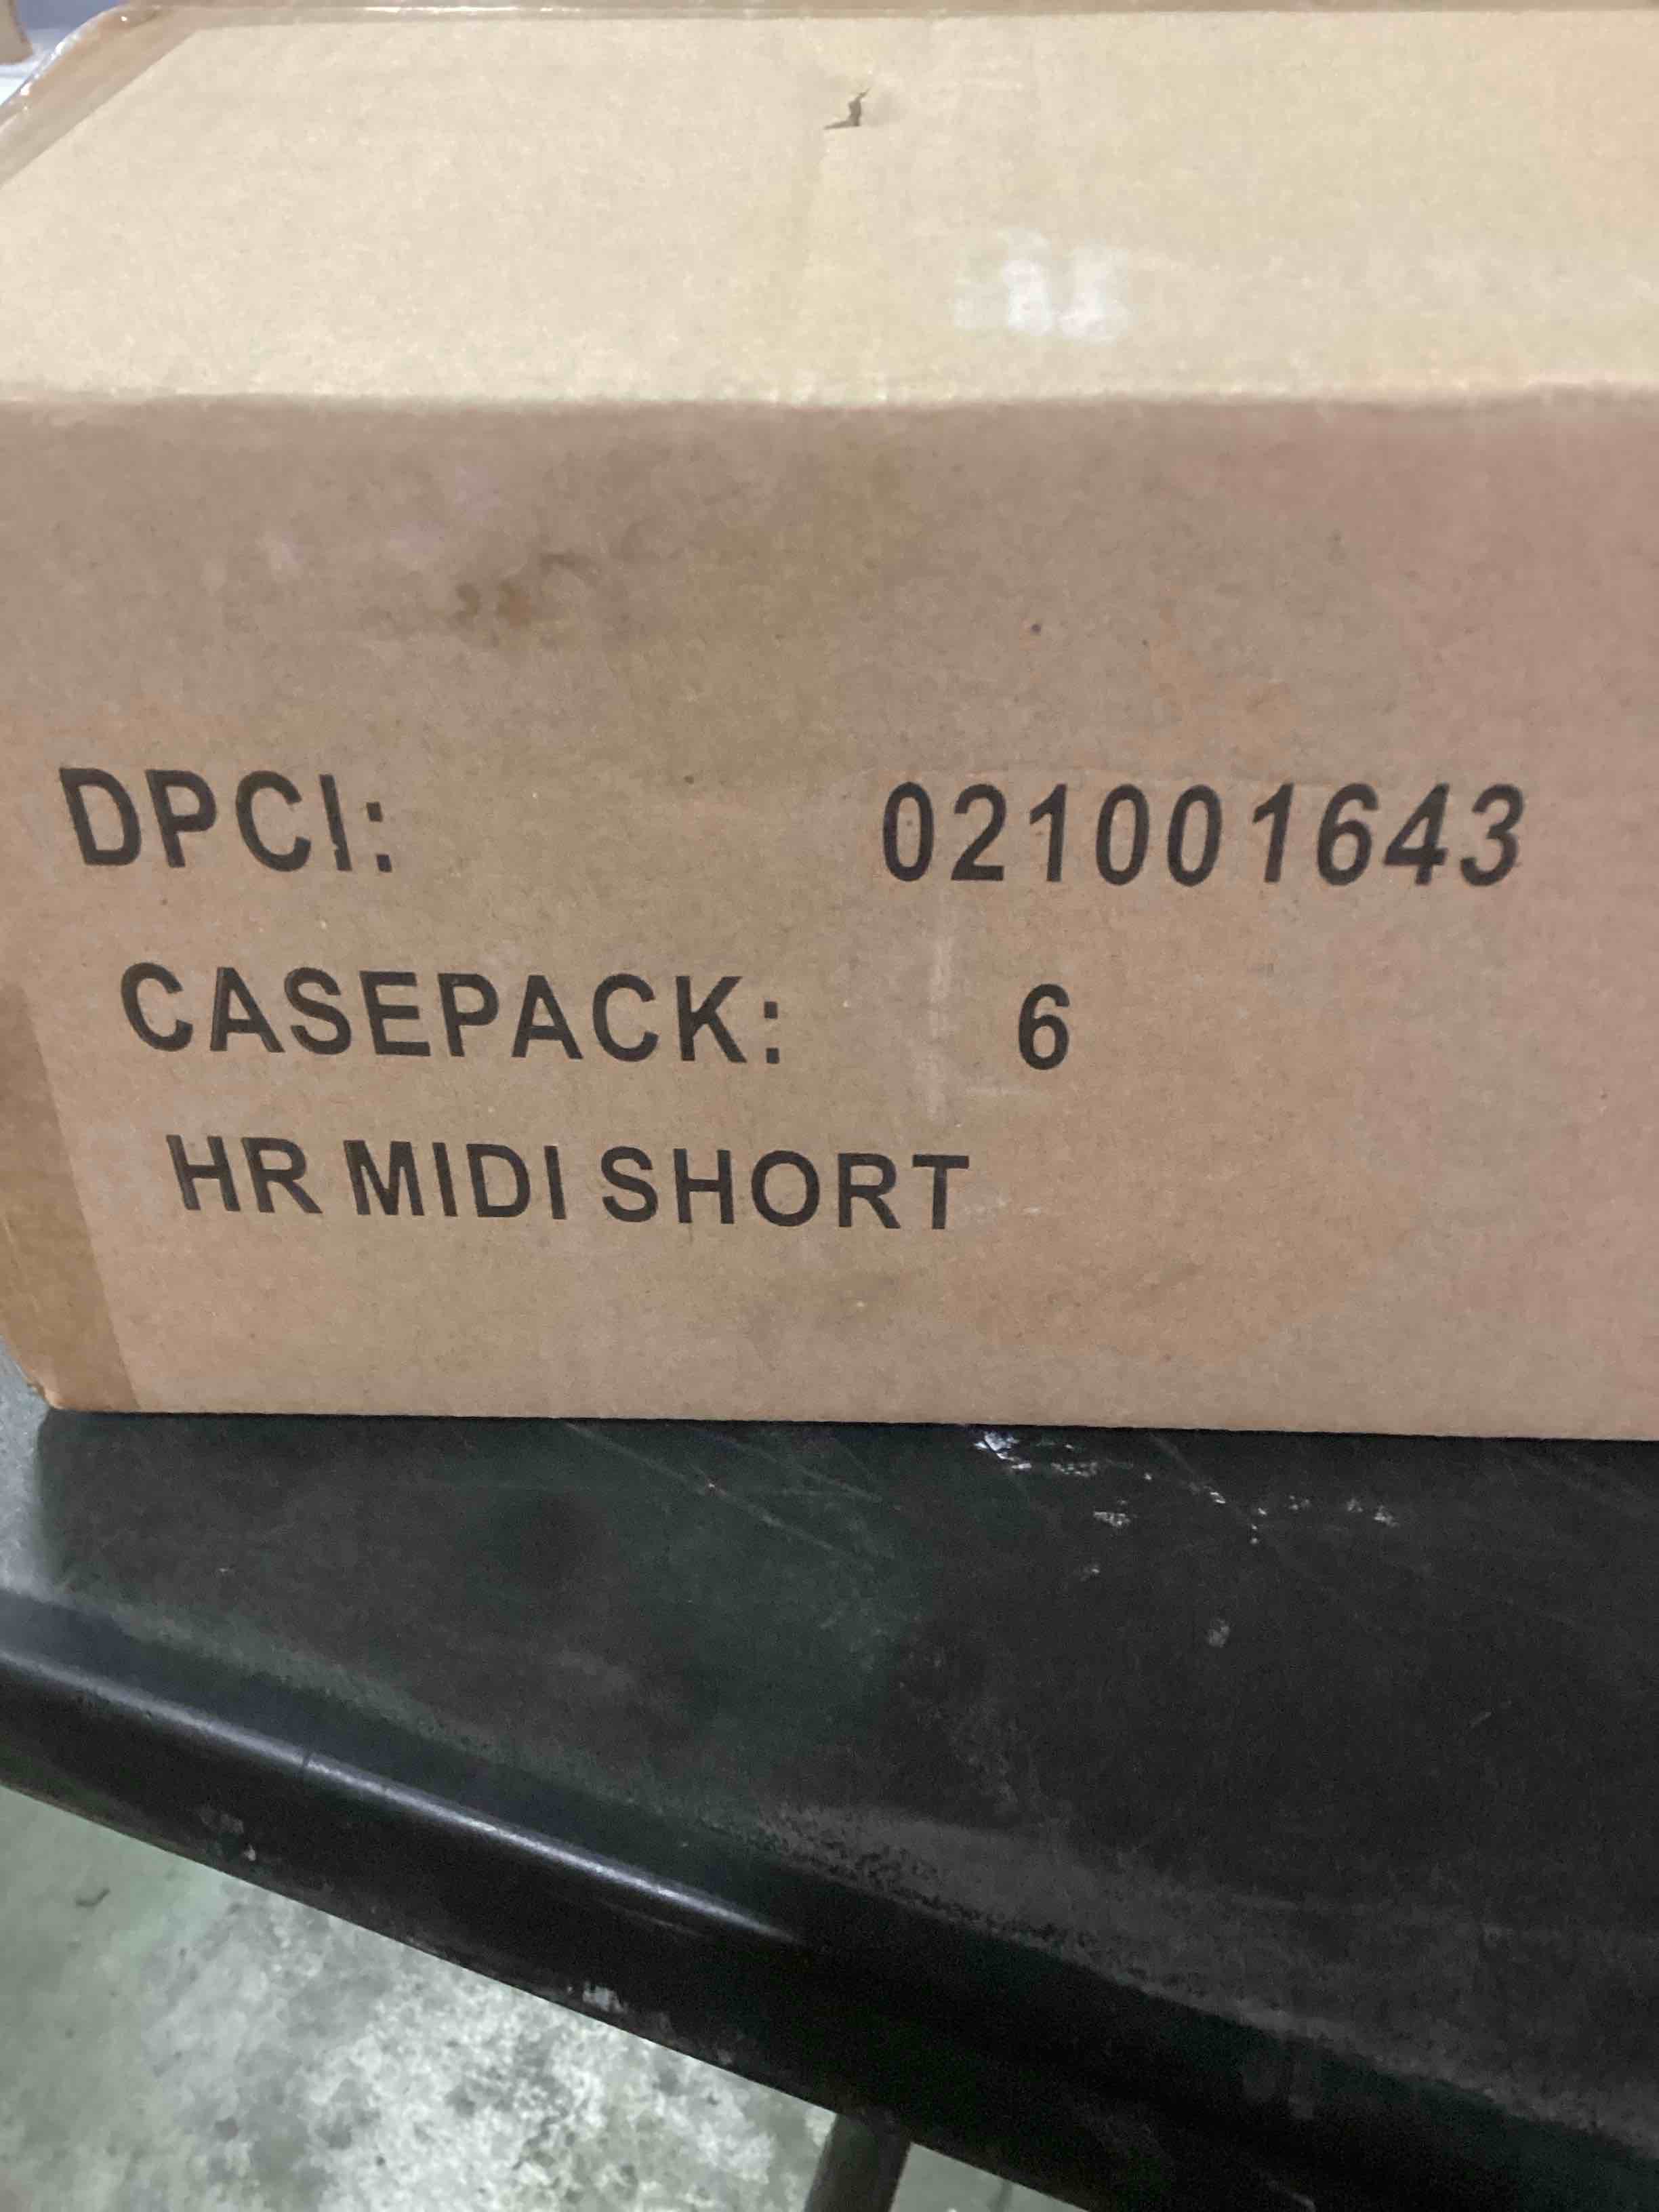 DPCI: 021001643
CASEPACK: 6
HR MIDI SHORT